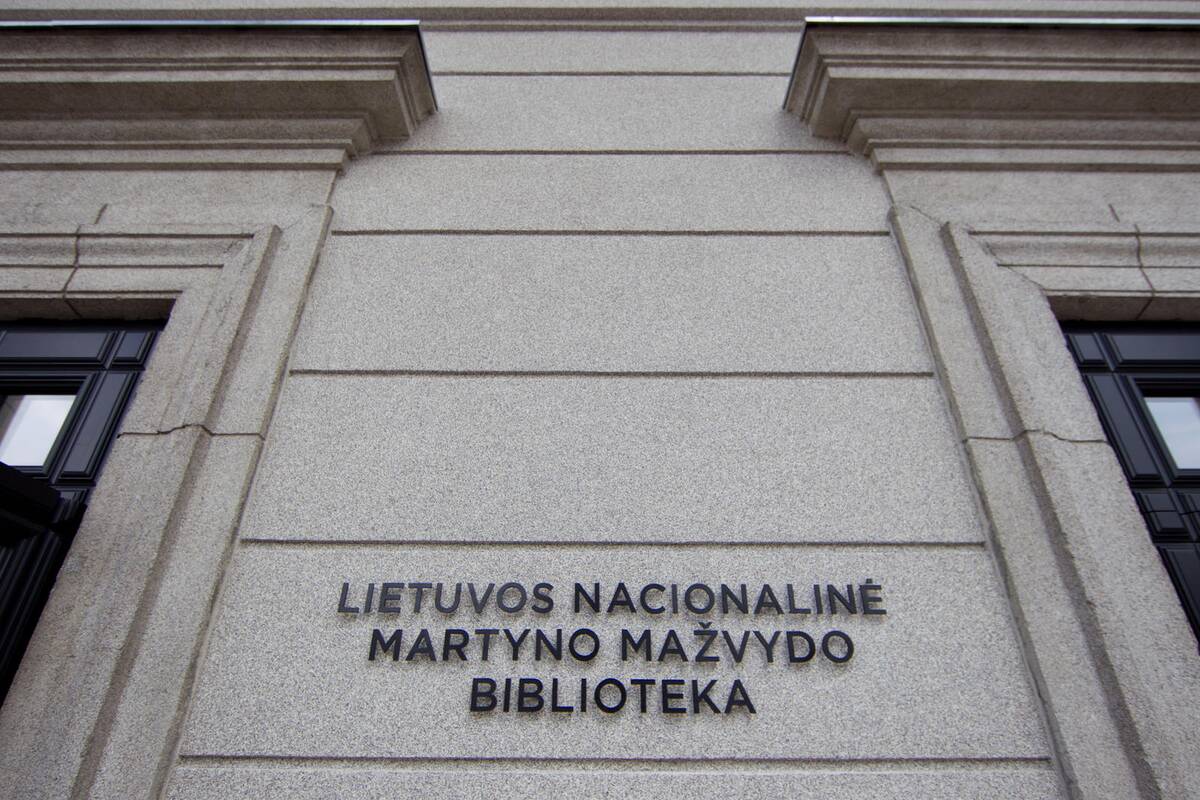 LIETUVOS NACIONALINĖ
MARTYNO MAŽVYDO
BIBLIOTEKA